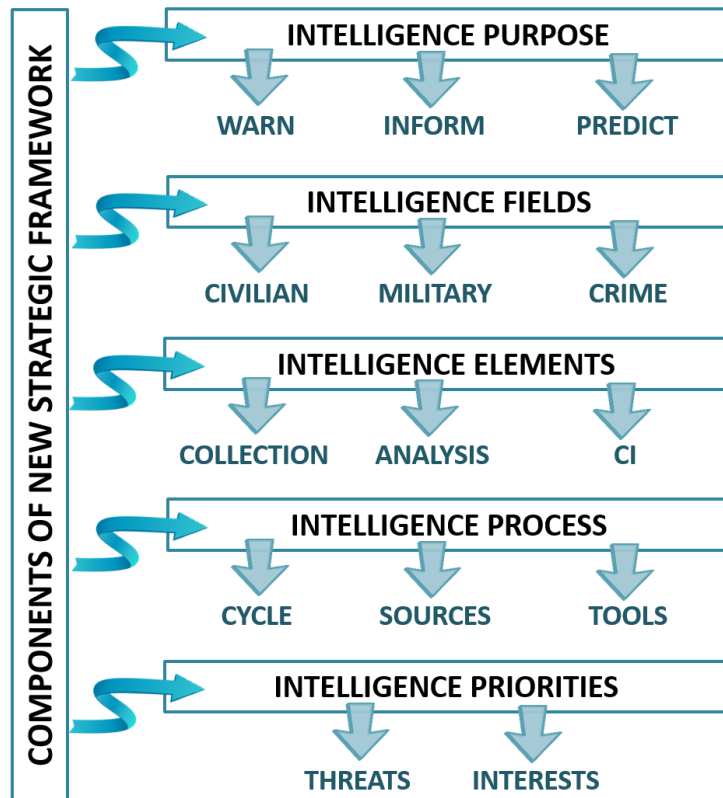 COMPONENTS OF NEW STRATEGIC FRAMEWORK
INTELLIGENCE PURPOSE
WARN INFORM PREDICT
INTELLIGENCE FIELDS
CIVILIAN MILITARY CRIME
INTELLIGENCE ELEMENTS
COLLECTION ANALYSIS CI
INTELLIGENCE PROCESS
CYCLE SOURCES TOOLS
INTELLIGENCE PRIORITIES
THREATS INTERESTS